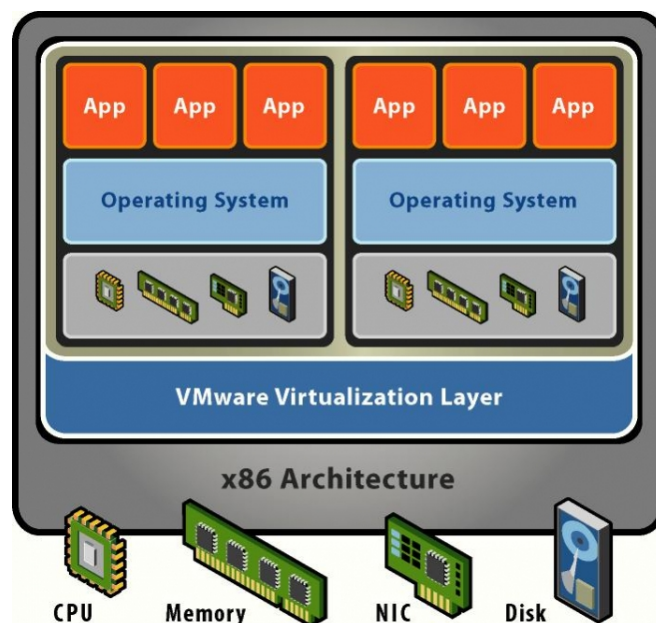 App App App App App App
Operating System Operating System
VMware Virtualization Layer
x86 Architecture
CPU Memory NIC Disk